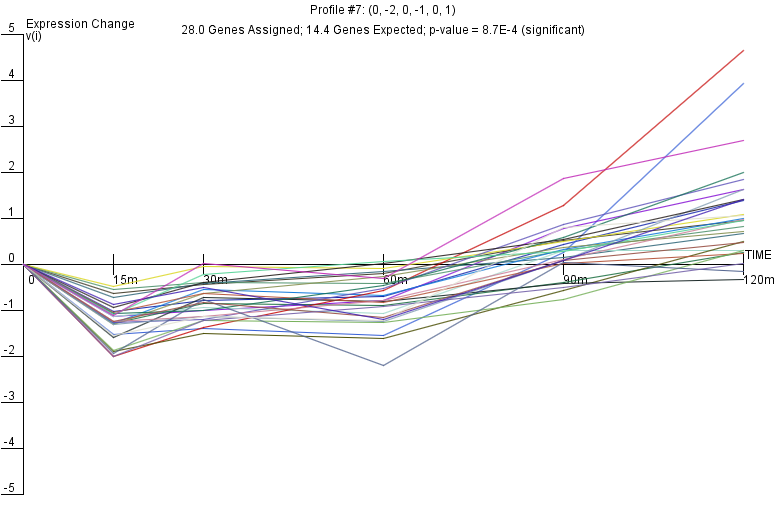 Profile #7: (0, -2, 0, -1, 0, 1)
Expression Change
v(i)
28.0 Genes Assigned; 14.4 Genes Expected; p-value = 8.7E-4 (significant)
5
4
3
2
1
0
-1
-2
-3
-4
-5
TIME
0 15m 30m 60m 90m 120m